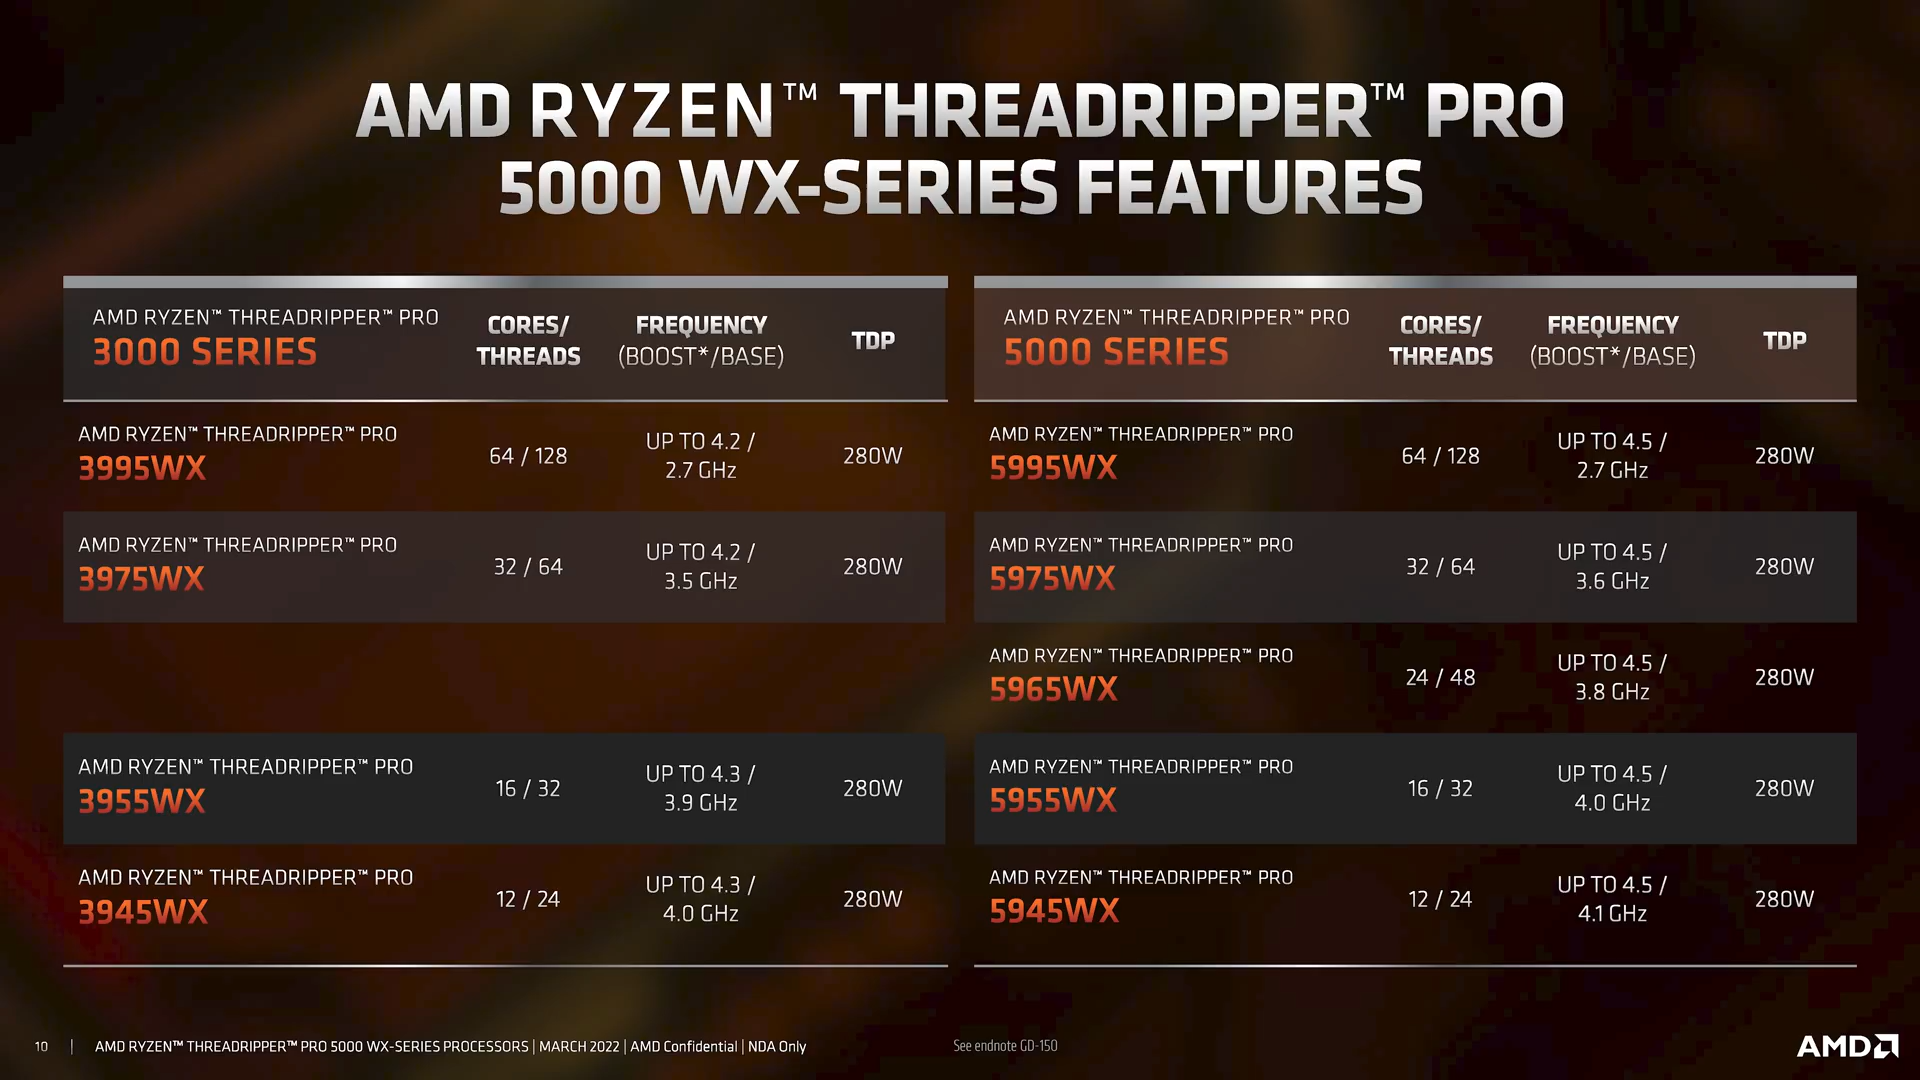 AMD RYZEN™ THREADRIPPER™ PRO
5000 WX-SERIES FEATURES
AMD RYZEN™ THREADRIPPER™ PRO
3000 SERIES
CORES/
THREADS
FREQUENCY
(BOOST*/BASE)
TDP
AMD RYZEN™ THREADRIPPER™ PRO
3995WX
64 / 128
UP TO 4.2 /
2.7 GHz
280W
AMD RYZEN™ THREADRIPPER™ PRO
3975WX
32 / 64
UP TO 4.2 /
3.5 GHz
280W
AMD RYZEN™ THREADRIPPER™ PRO
3955WX
16 / 32
UP TO 4.3 /
3.9 GHz
280W
AMD RYZEN™ THREADRIPPER™ PRO
3945WX
12 / 24
UP TO 4.3 /
4.0 GHz
280W
AMD RYZEN™ THREADRIPPER™ PRO
5000 SERIES
CORES/
THREADS
FREQUENCY
(BOOST*/BASE)
TDP
AMD RYZEN™ THREADRIPPER™ PRO
5995WX
64 / 128
UP TO 4.5 /
2.7 GHz
280W
AMD RYZEN™ THREADRIPPER™ PRO
5975WX
32 / 64
UP TO 4.5 /
3.6 GHz
280W
AMD RYZEN™ THREADRIPPER™ PRO
5965WX
24 / 48
UP TO 4.5 /
3.8 GHz
280W
AMD RYZEN™ THREADRIPPER™ PRO
5955WX
16 / 32
UP TO 4.5 /
4.0 GHz
280W
AMD RYZEN™ THREADRIPPER™ PRO
5945WX
12 / 24
UP TO 4.5 /
4.1 GHz
280W
10 | AMD RYZEN™ THREADRIPPER™ PRO 5000 WX-SERIES PROCESSORS | MARCH 2022 | AMD Confidential | NDA Only
See endnote GD-150
AMD